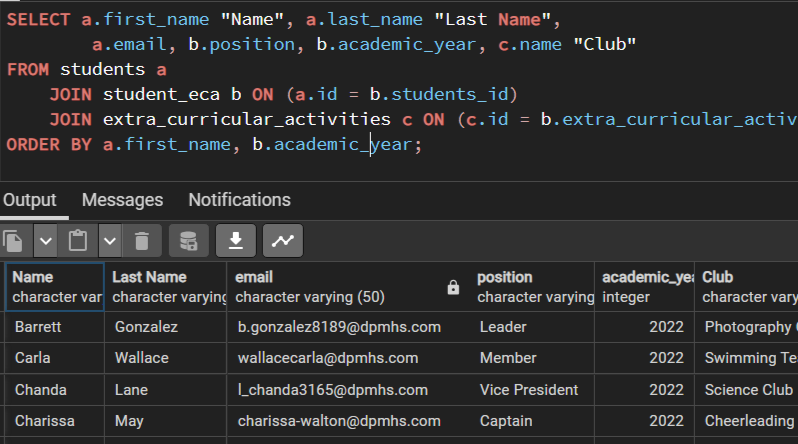 SELECT a.first_name "Name", a.last_name "Last Name",
a.email, b.position, b.academic_year, c.name "Club"
FROM students a
JOIN student_eca b ON (a.id = b.students_id)
JOIN extra_curricular_activities c ON (c.id = b.extra_curricular_activ
ORDER BY a.first_name, b.academic_year;
Output Messages Notifications
Name Last Name email position academic_yea Club
character var character varying character varying (50) character varying integer character vary
Barrett Gonzalez b.gonzalez8189@dpmhs.com Leader 2022 Photography C
Carla Wallace wallacecarla@dpmhs.com Member 2022 Swimming Te
Chanda Lane l_chanda3165@dpmhs.com Vice President 2022 Science Club
Charissa May charissa-walton@dpmhs.com Captain 2022 Cheerleading